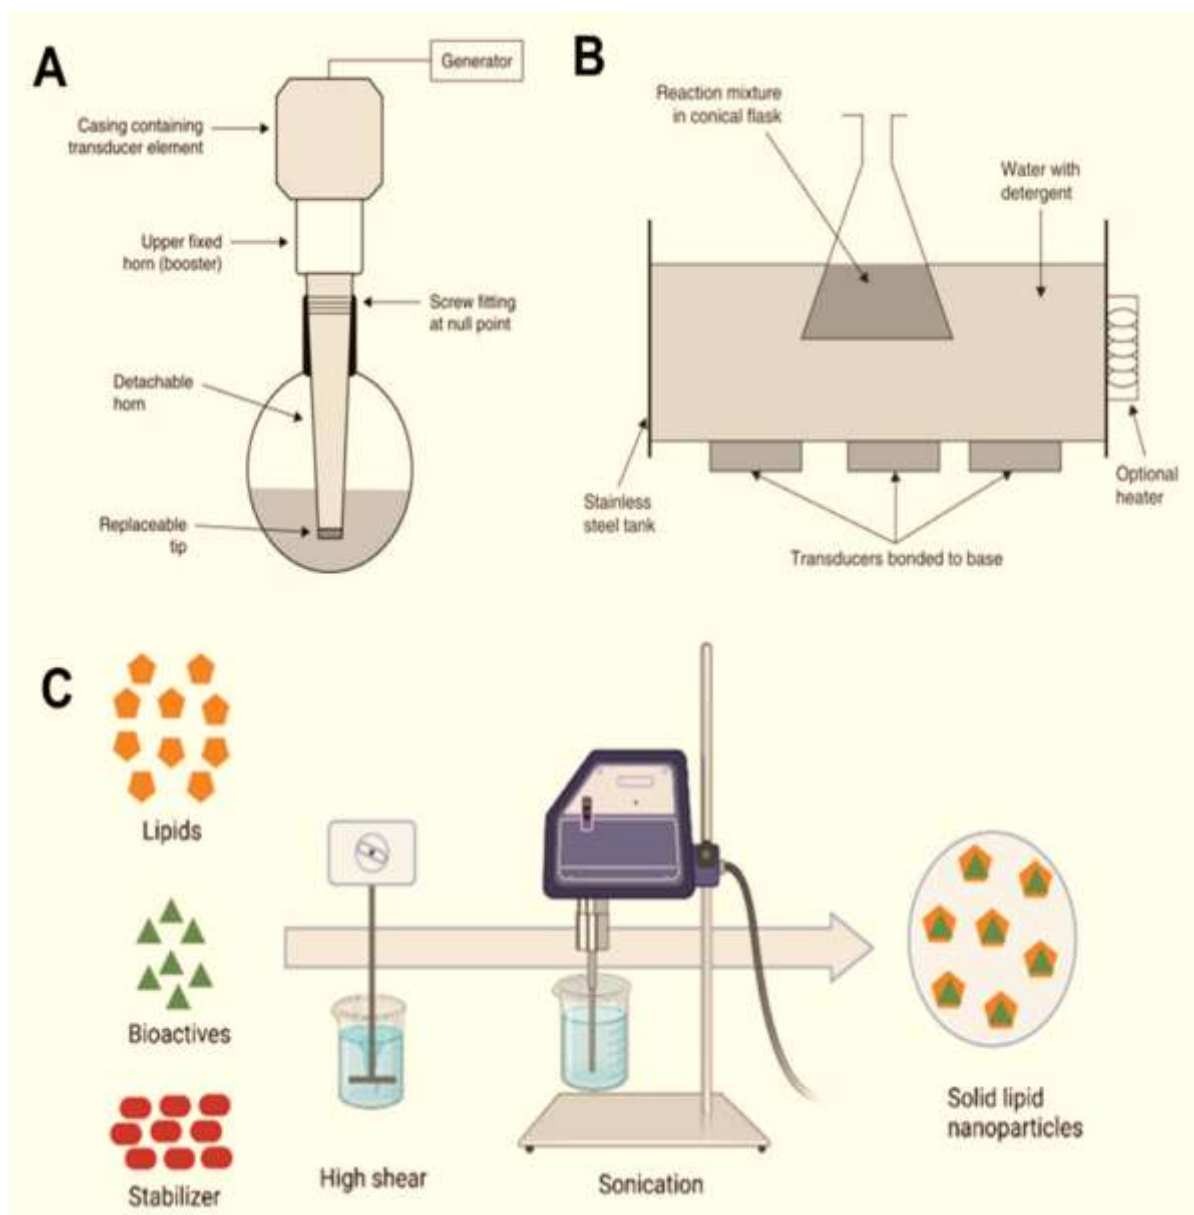 A
Generator
Casing containing
transducer element
Upper fixed
horn (booster)
Screw fitting
at null point
Detachable
horn
Replaceable
tip
B
Reaction mixture
in conical flask
Water with
detergent
Stainless
steel tank
Optional
heater
Transducers bonded to base
C
Lipids
Bioactives
Stabilizer
High shear
Sonication
Solid lipid
nanoparticles